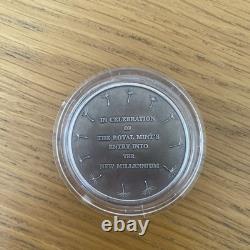 IN CELEBRATION
OF
THE ROYAL MINT'S
ENTRY INTO
THE
NEW MILLENNIUM